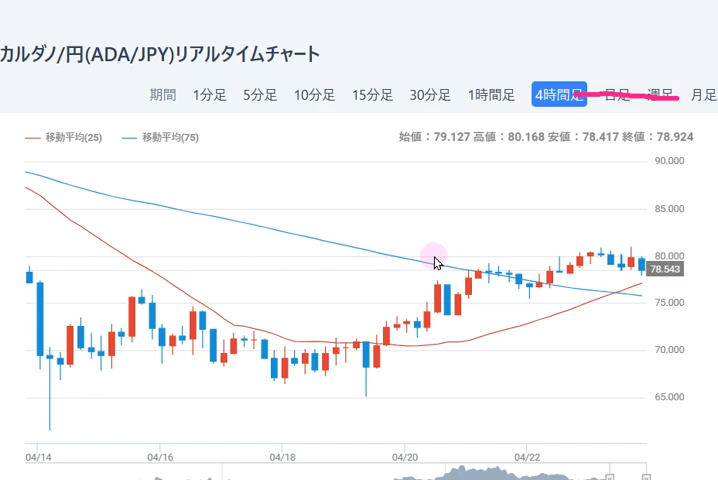 カルダノ/円(ADA/JPY)リアルタイムチャート
期間 1分足 5分足 10分足 15分足 30分足 1時間足 4時間足 日足 週足 月足
移動平均(25) 移動平均(75) 始値：79.127 高値：80.168 安値：78.417 終値：78.924
90.000
85.000
80.000
78.543
75.000
70.000
65.000
04/14 04/16 04/18 04/20 04/22